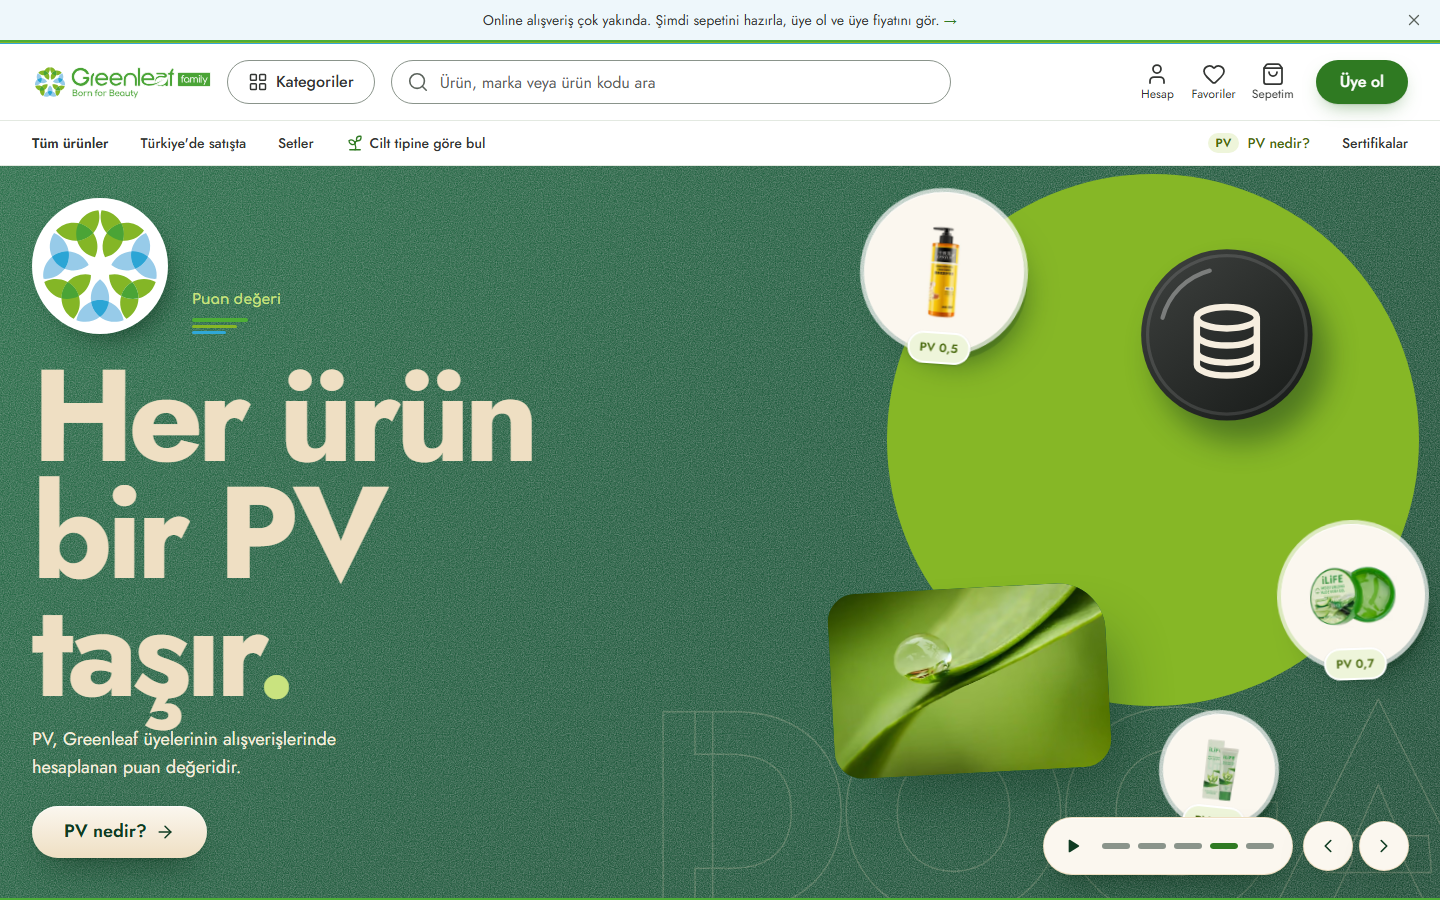 Online alışveriş çok yakında. Şimdi sepetini hazırla, üye ol ve üye fiyatını gör. →
Greenleaf family
Born for Beauty
Kategoriler
Ürün, marka veya ürün kodu ara
Hesap
Favoriler
Sepetim
Üye ol
Tüm ürünler
Türkiye'de satışta
Setler
Cilt tipine göre bul
PV
PV nedir?
Sertifikalar
Puan değeri
Her ürün
bir PV
taşır.
PV, Greenleaf üyelerinin alışverişlerinde
hesaplanan puan değeridir.
PV nedir? →
PV 0,5
iLiFE
PV 0,7